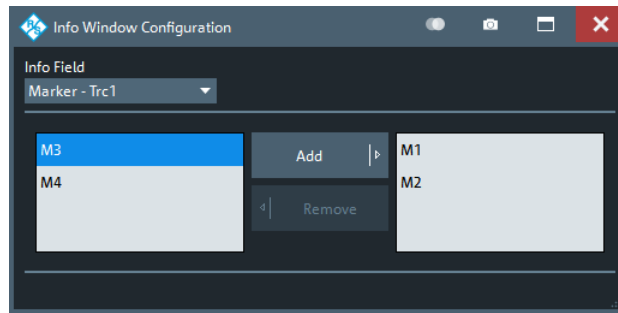 Info Window Configuration
Info Field
Marker - Trc1
M3
M4
Add
Remove
M1
M2